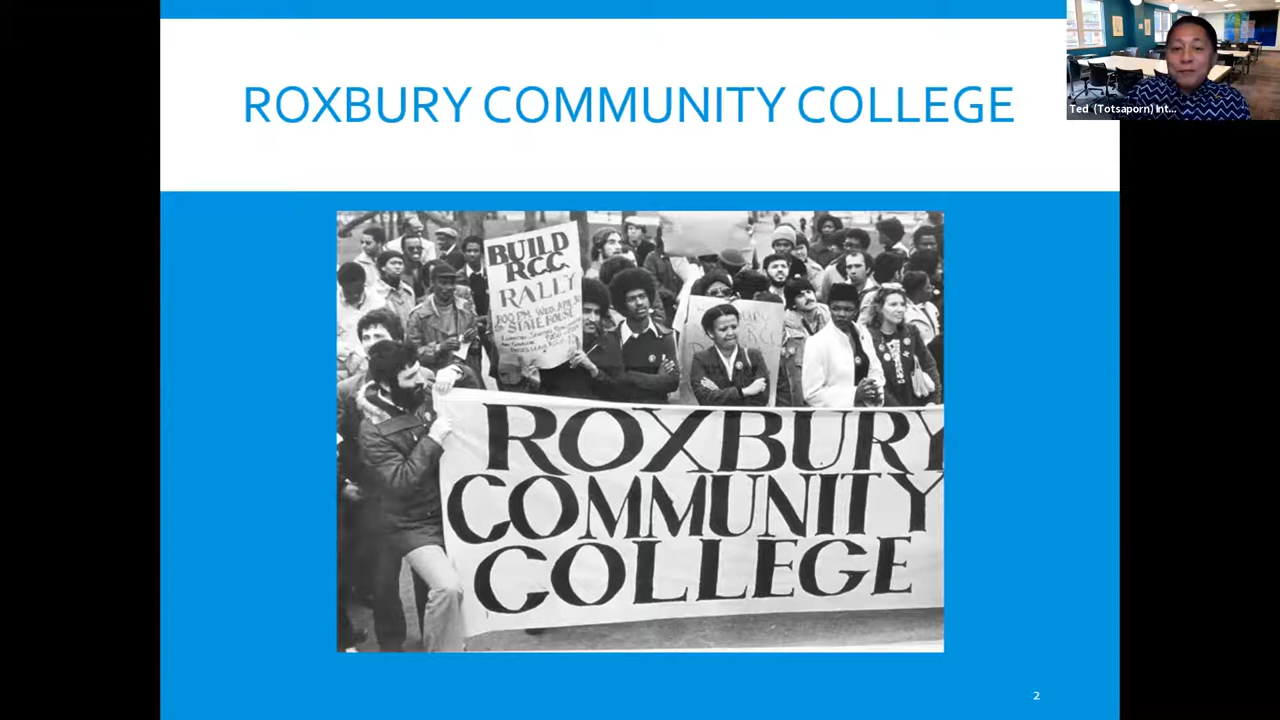 ROXBURY COMMUNITY COLLEGE
Ted (Totsaporn) Int...
BUILD
RCC
RALLY
STATE HOUSE
ROXBURY
COMMUNITY
COLLEGE
2